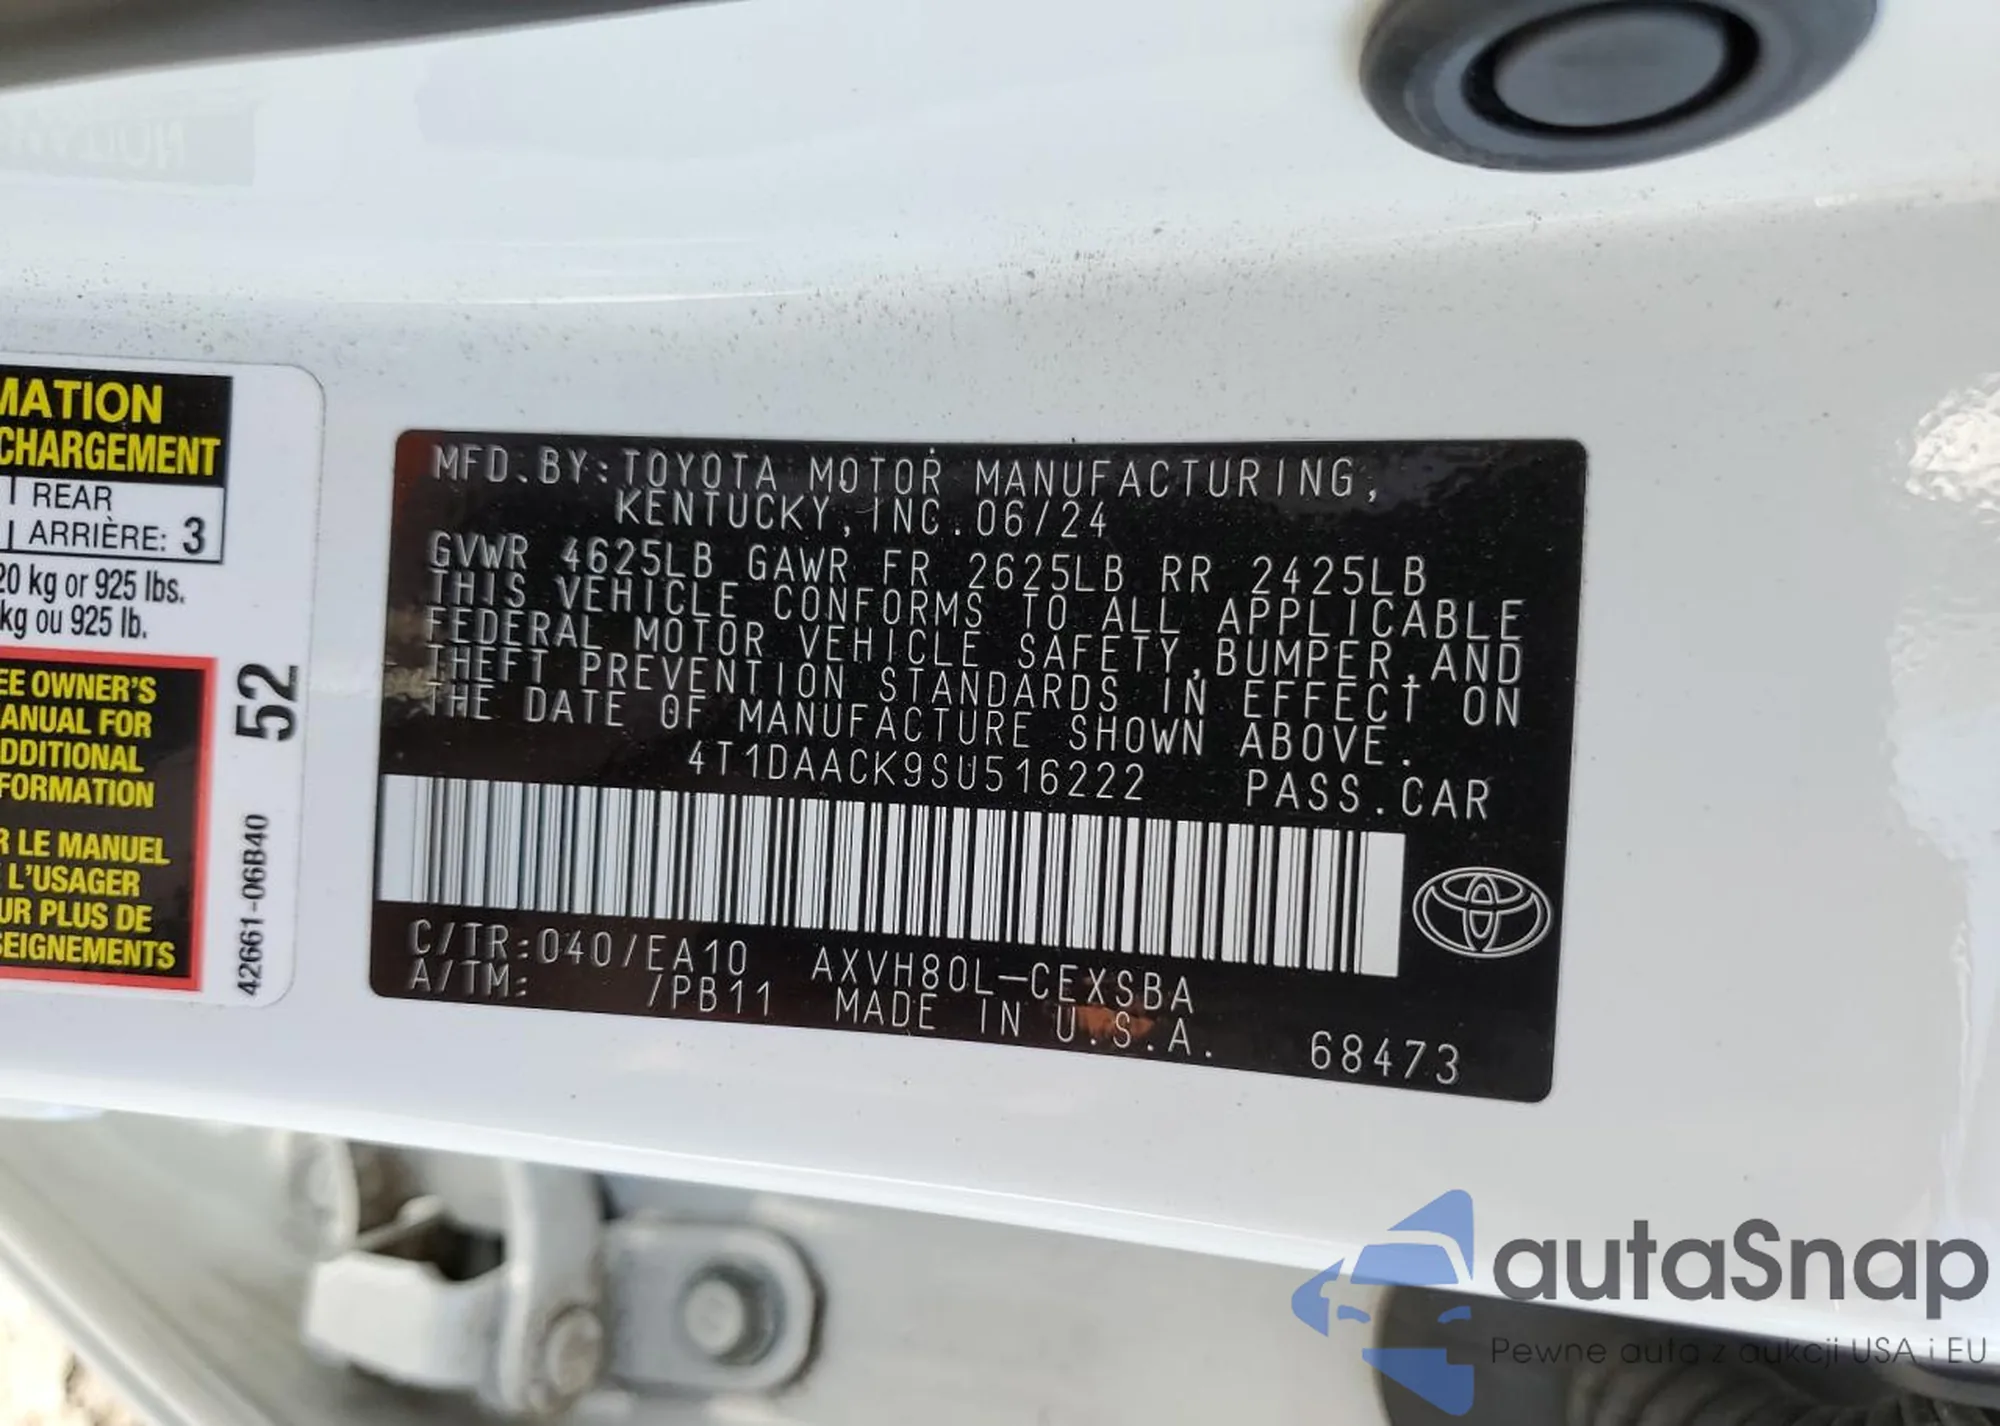 MATION
CHARGEMENT
REAR
ARRIÈRE: 3
20 kg or 925 lbs.
kg ou 925 lb.
EE OWNER'S
ANUAL FOR
DDITIONAL
FORMATION
R LE MANUEL
L'USAGER
UR PLUS DE
SEIGNEMENTS
52
42661-06B40
MFD.BY:TOYOTA MOTOR MANUFACTURING,
KENTUCKY,INC.06/24
GVWR 4625LB GAWR FR 2625LB RR 2425LB
THIS VEHICLE CONFORMS TO ALL APPLICABLE
FEDERAL MOTOR VEHICLE SAFETY,BUMPER,AND
THEFT PREVENTION STANDARDS IN EFFECT ON
THE DATE OF MANUFACTURE SHOWN ABOVE.
4T1DAACK9SU516222 PASS.CAR
C/TR:040/EA10 AXVH80L-CEXSBA
A/TM: /PB11 MADE IN U.S.A. 68473
autaSnap
Pewne auta z aukcji USA i EU